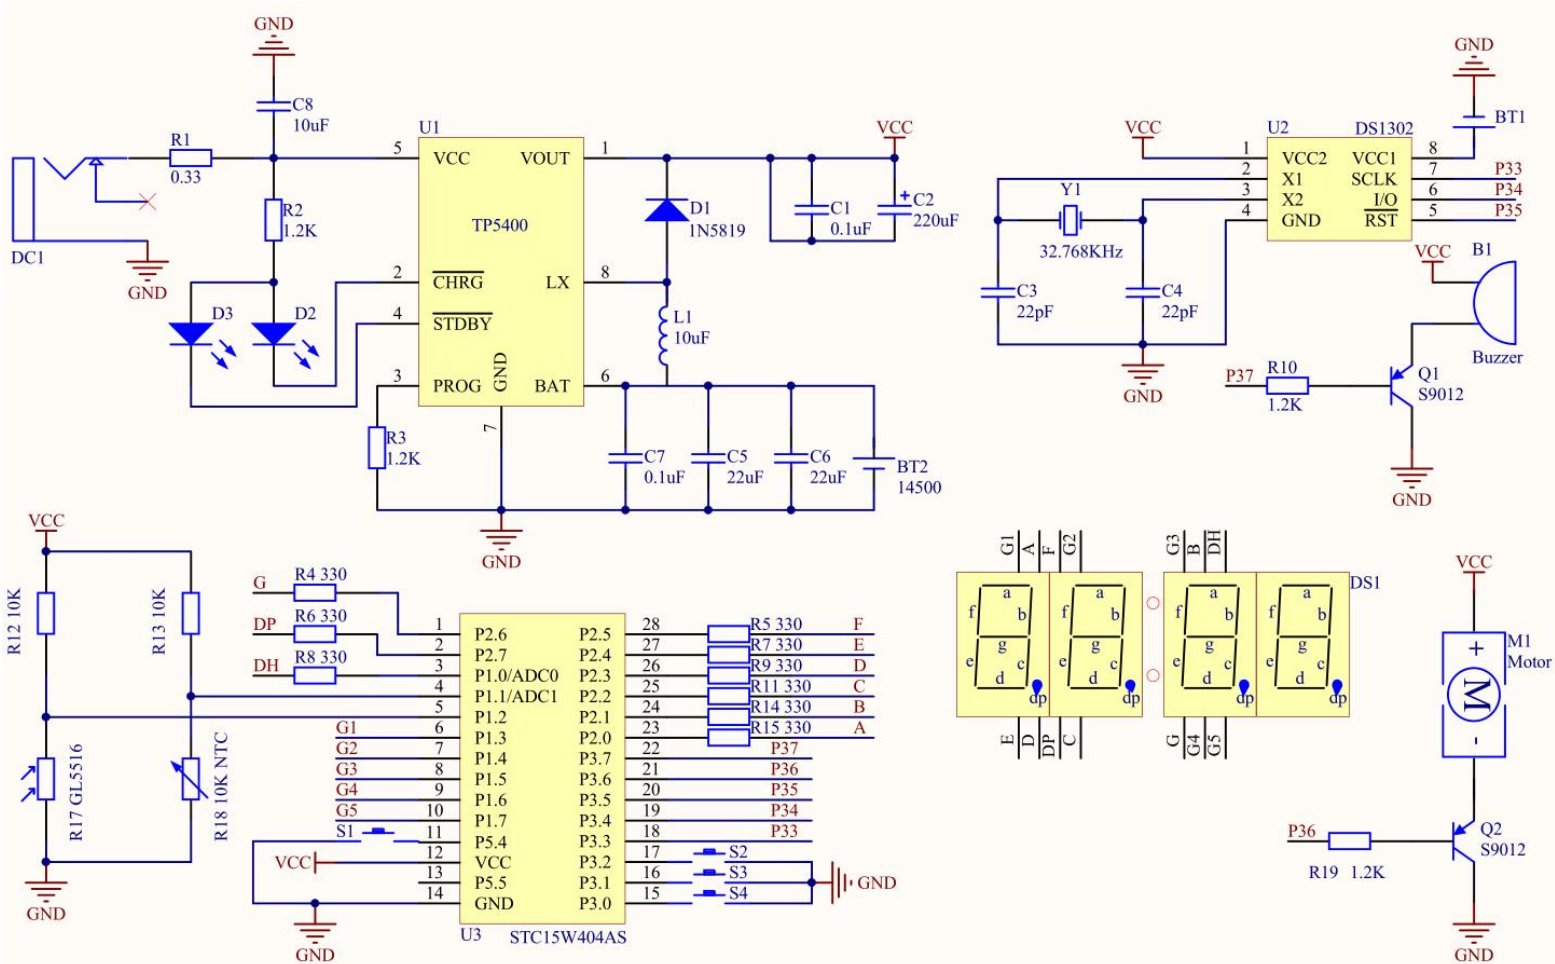 GND
C8
10uF
R1
0.33
DC1
GND
R2
1.2K
D3
D2
U1
5 VCC VOUT 1
TP5400
2 CHRG LX 8
4 STDBY
3 PROG GND BAT 6
7
R3
1.2K
GND
D1
1N5819
L1
10uF
C1
0.1uF
VCC
C2
220uF
C7
0.1uF
C5
22uF
C6
22uF
BT2
14500
VCC
U2 DS1302
1 VCC2 VCC1 8
2 X1 SCLK 7 P33
3 X2 I/O 6 P34
4 GND RST 5 P35
GND
BT1
Y1
32.768KHz
C3
22pF
C4
22pF
GND
B1
VCC
Buzzer
P37 R10
1.2K
Q1
S9012
GND
VCC
R12 10K
R13 10K
R17 GL5516
R18 10K NTC
GND
G R4 330
DP R6 330
DH R8 330
1 P2.6 P2.5 28 R5 330 F
2 P2.7 P2.4 27 R7 330 E
3 P1.0/ADC0 P2.3 26 R9 330 D
4 P1.1/ADC1 P2.2 25 R11 330 C
5 P1.2 P2.1 24 R14 330 B
G1 6 P1.3 P2.0 23 R15 330 A
G2 7 P1.4 P3.7 22 P37
G3 8 P1.5 P3.6 21 P36
G4 9 P1.6 P3.5 20 P35
G5 10 P1.7 P3.4 19 P34
S1 11 P5.4 P3.3 18 P33
VCC 12 VCC P3.2 17 S2
13 P5.5 P3.1 16 S3 GND
14 GND P3.0 15 S4
U3 STC15W404AS
GND
G1 A F G2 G3 B DH
DS1
a a a a
f b f b f b f b
g g g g
e c e c e c e c
d d d d
dp dp dp dp
E D DP C G G4 G5
VCC
M1
Motor
+
M
-
P36
R19 1.2K
Q2
S9012
GND